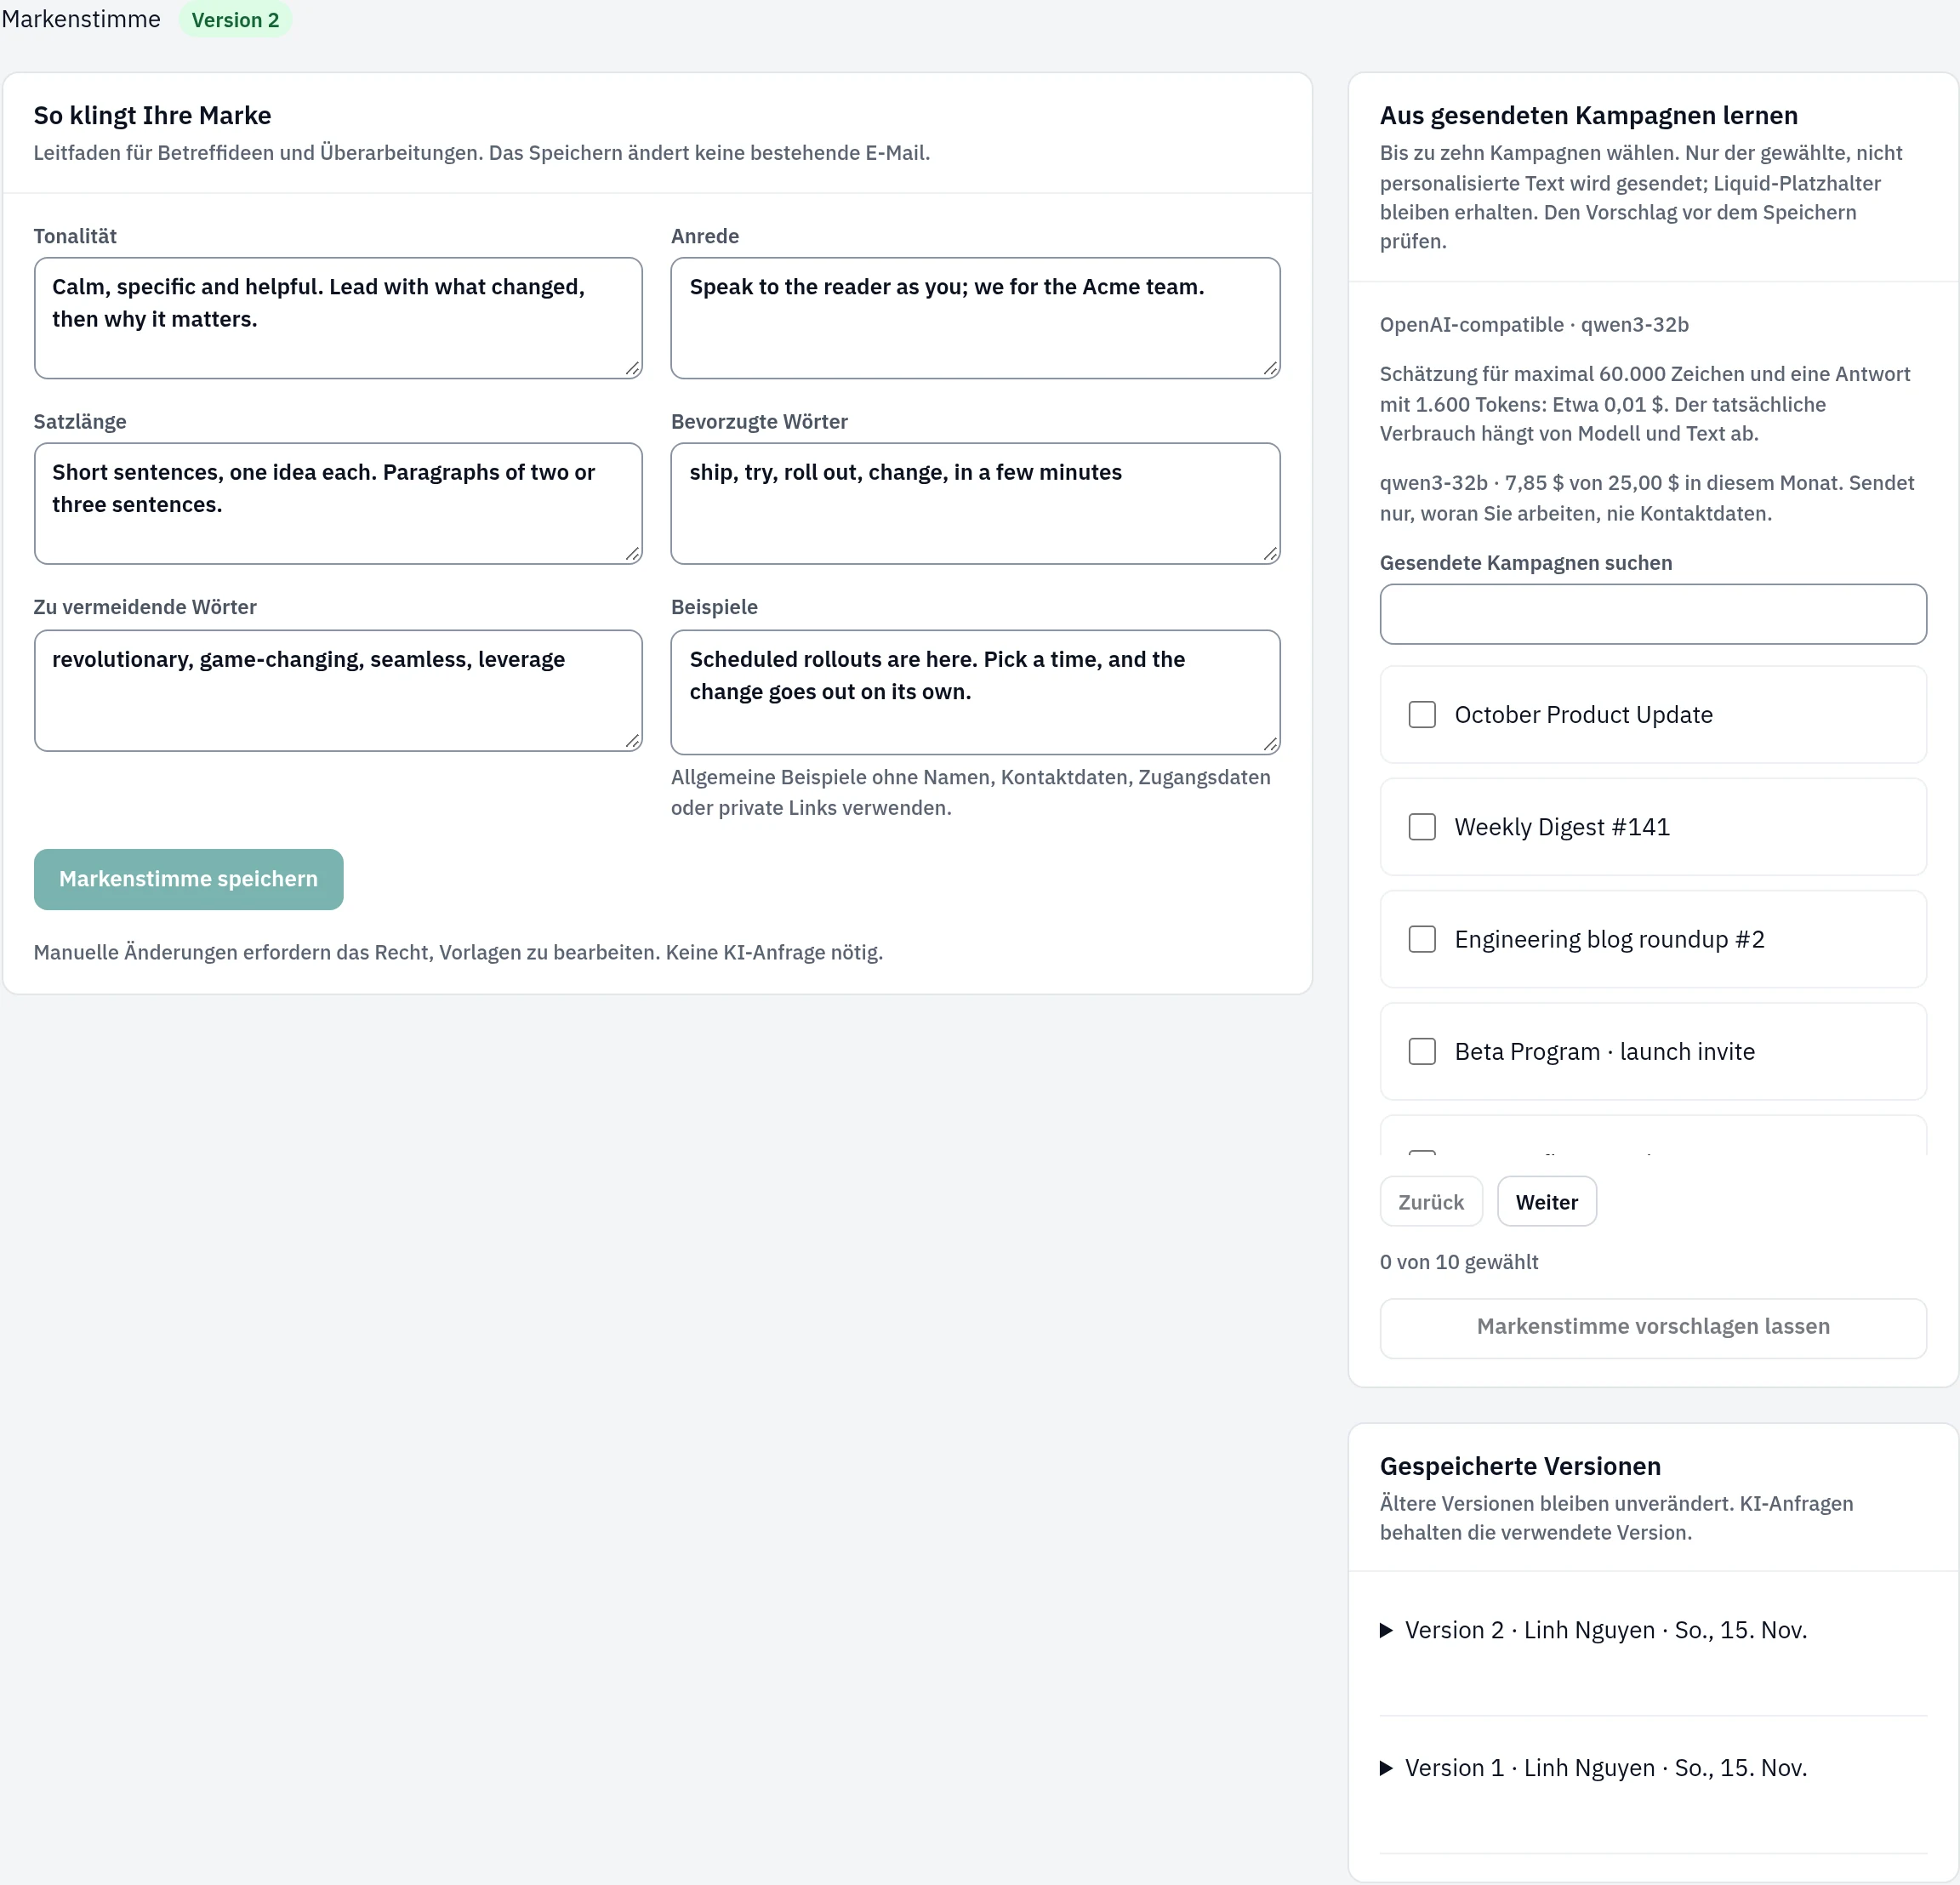 Markenstimme Version 2
So klingt Ihre Marke
Leitfaden für Betreffideen und Überarbeitungen. Das Speichern ändert keine bestehende E-Mail.
Tonalität
Calm, specific and helpful. Lead with what changed,
then why it matters.
Anrede
Speak to the reader as you; we for the Acme team.
Satzlänge
Short sentences, one idea each. Paragraphs of two or
three sentences.
Bevorzugte Wörter
ship, try, roll out, change, in a few minutes
Zu vermeidende Wörter
revolutionary, game-changing, seamless, leverage
Beispiele
Scheduled rollouts are here. Pick a time, and the
change goes out on its own.
Allgemeine Beispiele ohne Namen, Kontaktdaten, Zugangsdaten
oder private Links verwenden.
Markenstimme speichern
Manuelle Änderungen erfordern das Recht, Vorlagen zu bearbeiten. Keine KI-Anfrage nötig.
Aus gesendeten Kampagnen lernen
Bis zu zehn Kampagnen wählen. Nur der gewählte, nicht
personalisierte Text wird gesendet; Liquid-Platzhalter
bleiben erhalten. Den Vorschlag vor dem Speichern
prüfen.
OpenAI-compatible · qwen3-32b
Schätzung für maximal 60.000 Zeichen und eine Antwort
mit 1.600 Tokens: Etwa 0,01 $. Der tatsächliche
Verbrauch hängt von Modell und Text ab.
qwen3-32b · 7,85 $ von 25,00 $ in diesem Monat. Sendet
nur, woran Sie arbeiten, nie Kontaktdaten.
Gesendete Kampagnen suchen
October Product Update
Weekly Digest #141
Engineering blog roundup #2
Beta Program · launch invite
Zurück Weiter
0 von 10 gewählt
Markenstimme vorschlagen lassen
Gespeicherte Versionen
Ältere Versionen bleiben unverändert. KI-Anfragen
behalten die verwendete Version.
Version 2 · Linh Nguyen · So., 15. Nov.
Version 1 · Linh Nguyen · So., 15. Nov.